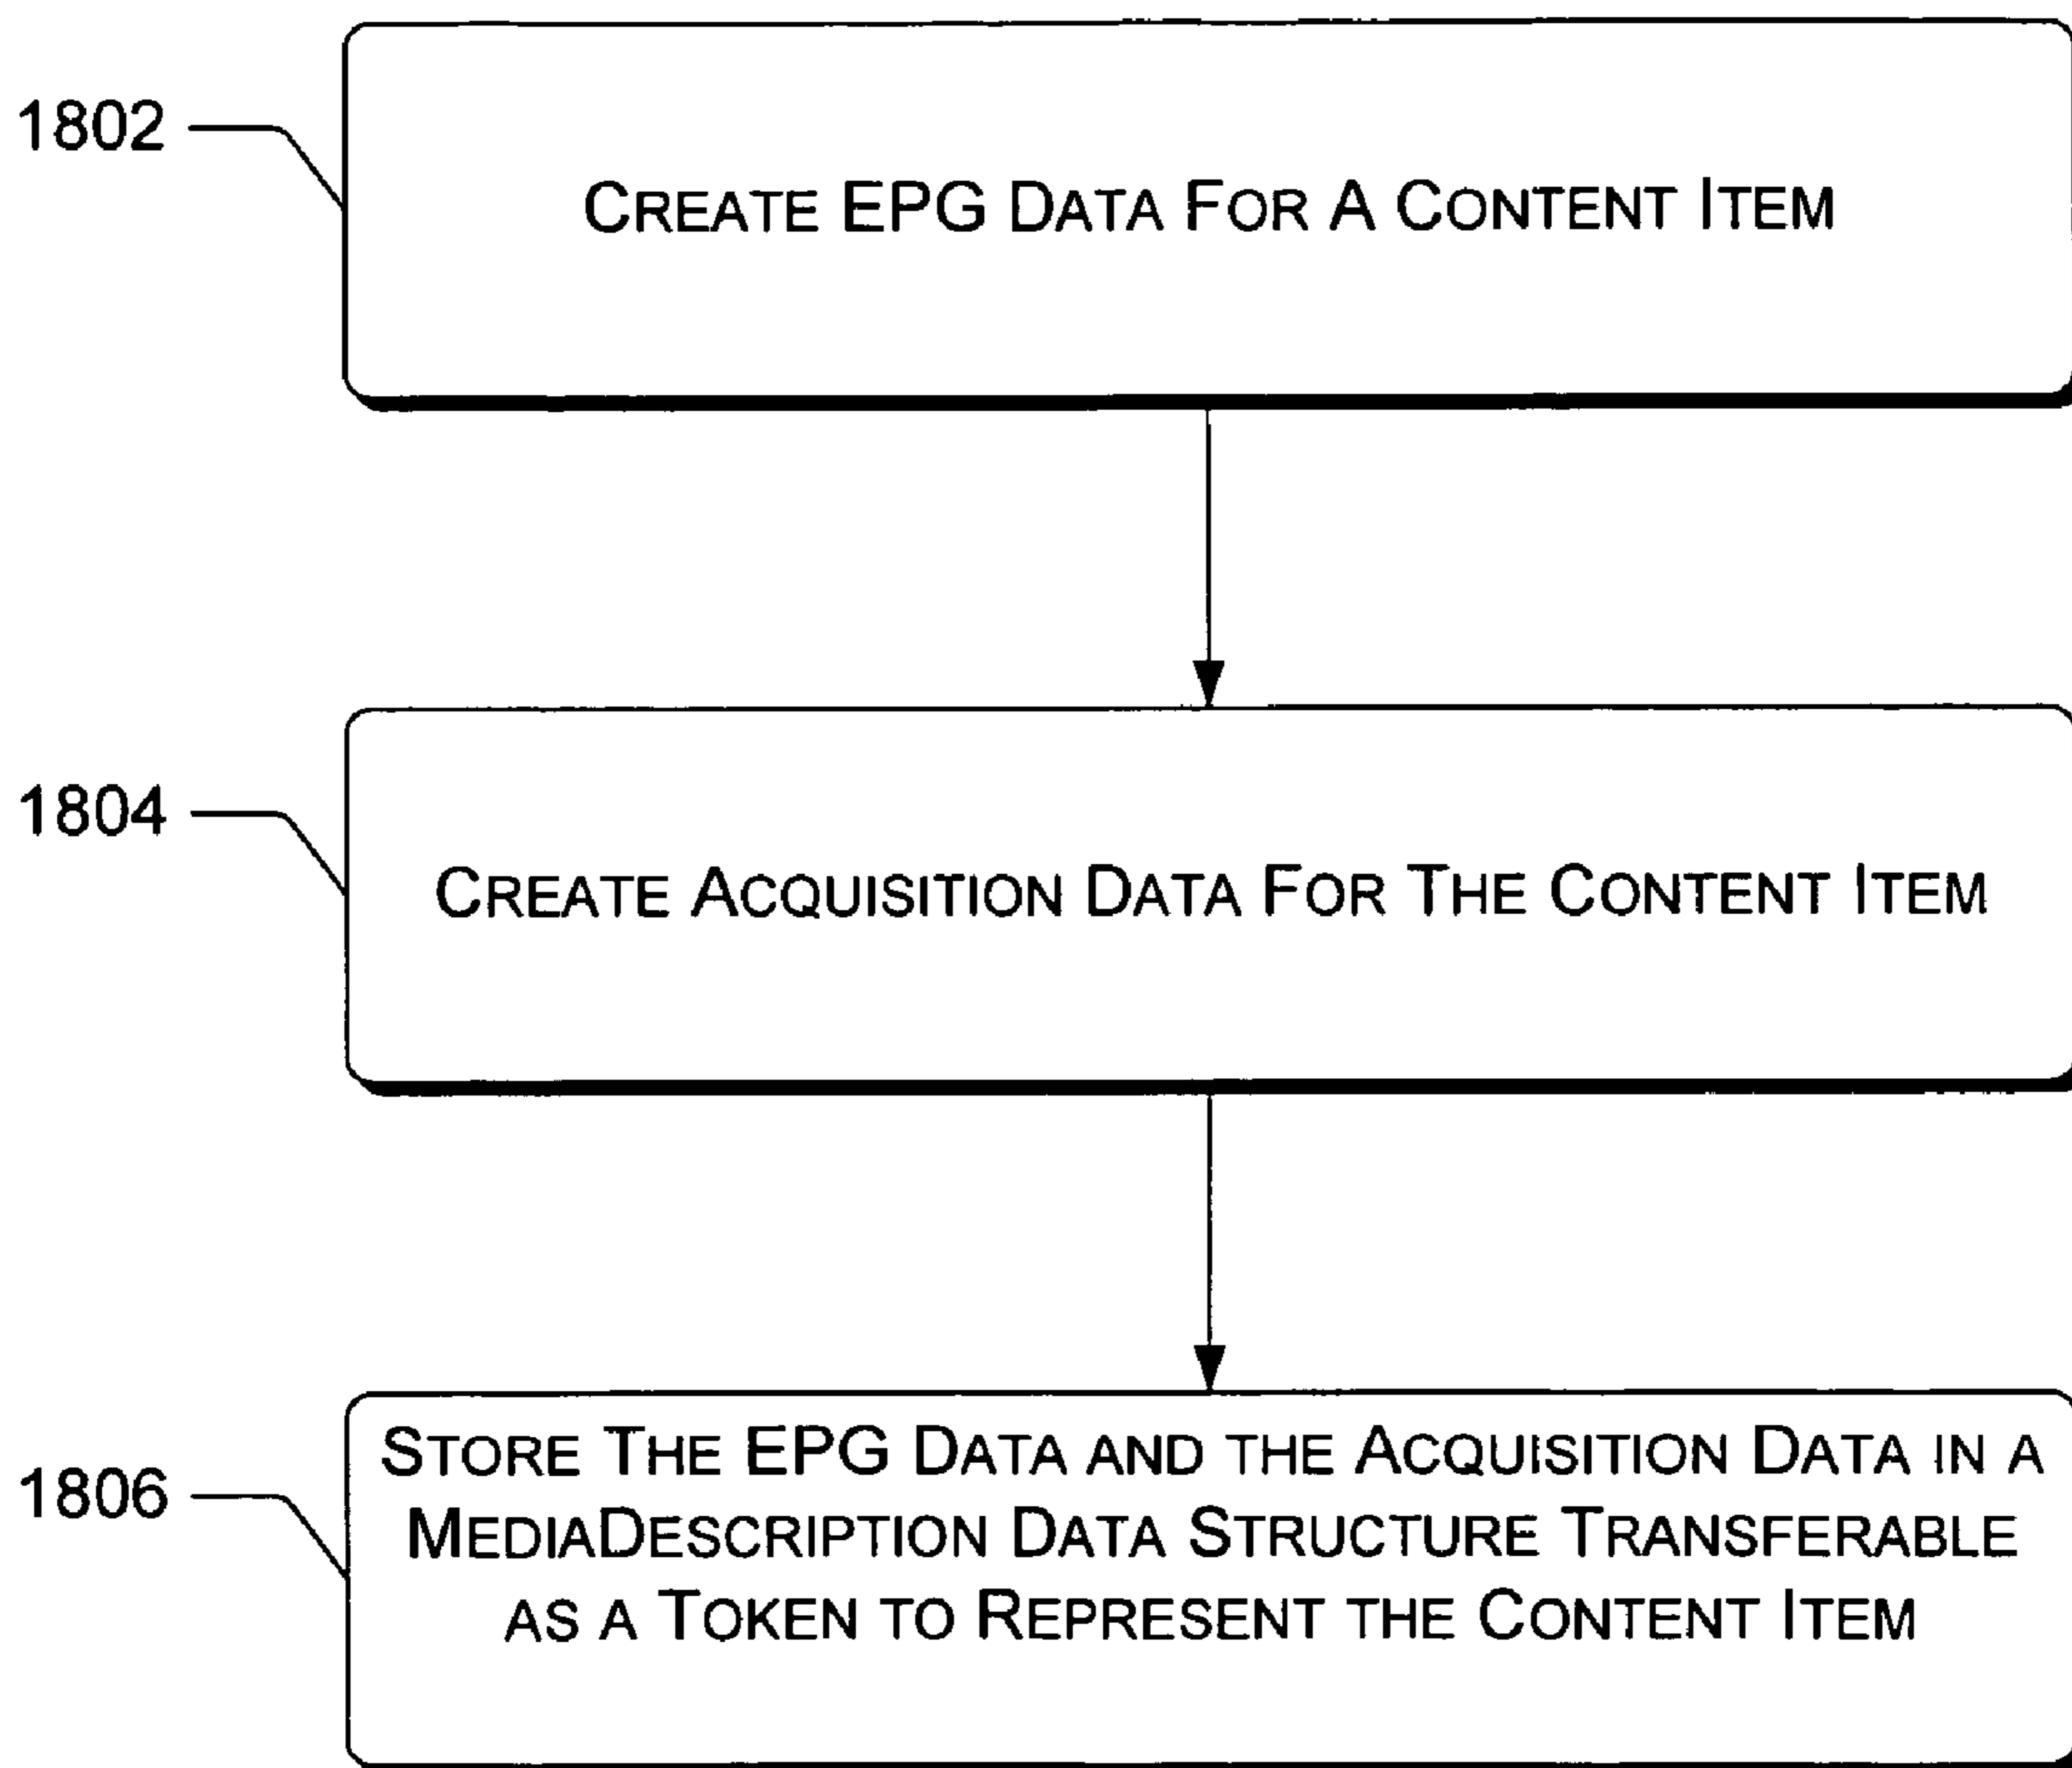 1802
CREATE EPG DATA FOR A CONTENT ITEM
1804
CREATE ACQUISITION DATA FOR THE CONTENT ITEM
1806
STORE THE EPG DATA AND THE ACQUISITION DATA IN A
MEDIADESCRIPTION DATA STRUCTURE TRANSFERABLE
AS A TOKEN TO REPRESENT THE CONTENT ITEM